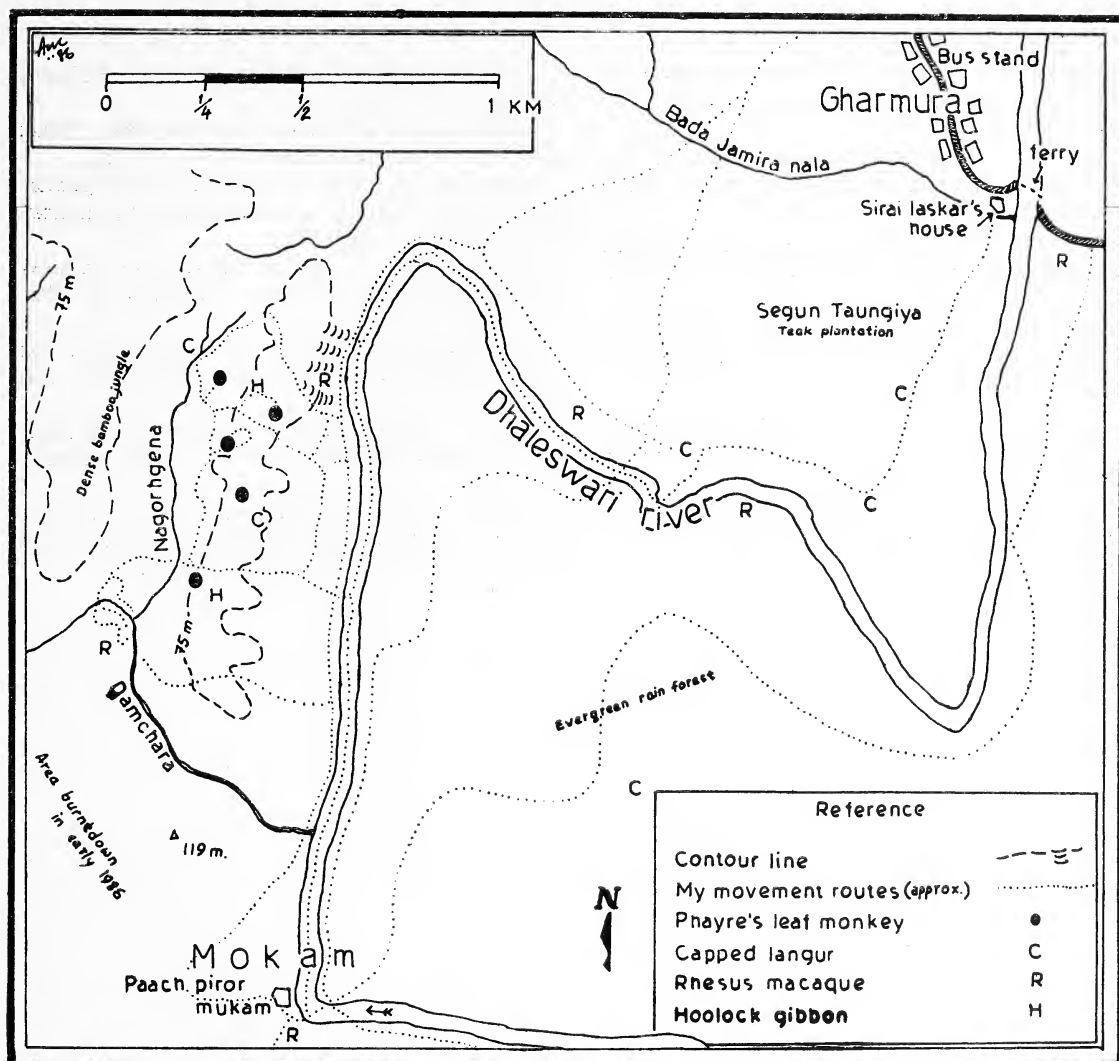 '86
0 ¼ ½ 1 KM
Bus stand
Gharmura
Bada Jamira nala
ferry
Sirai laskar's
house
R
75 m
Segun Taungiya
Teak plantation
C
Dense bamboo jungle
H
R
C
R
Nagorhgena
Dhaleswari river
C
C
C
R
H
75m
R
Damchara
Evergreen rain forest
Area burntdown
in early
1986
119 m.
C
N
Mokam
Paach piror
mukam
R
Reference
Contour line
My movement routes (approx.)
Phayre's leaf monkey
Capped langur C
Rhesus macaque R
Hoolock gibbon H